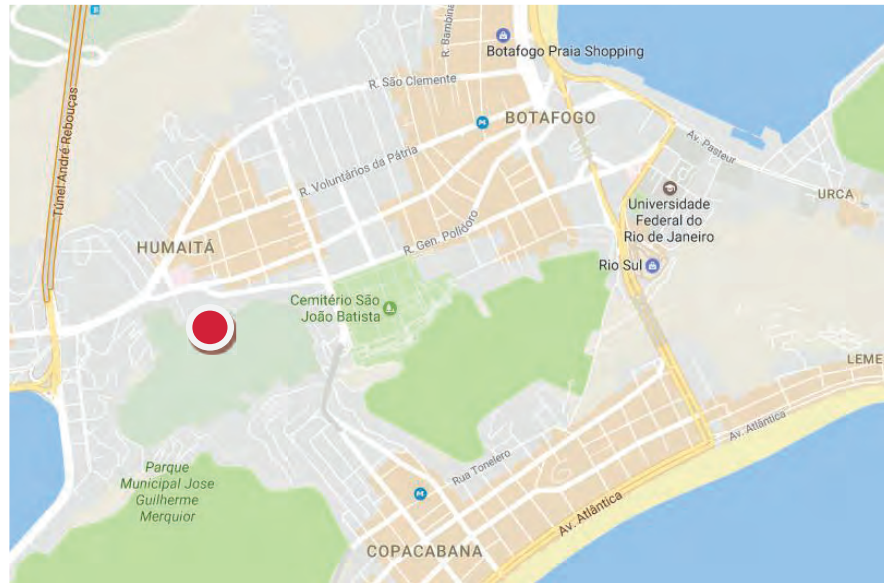 R. Bambina
Botafogo Praia Shopping
R. São Clemente
Túnel André Rebouças
BOTAFOGO
R. Voluntários da Pátria
Av. Pasteur
Universidade
Federal do
Rio de Janeiro
URCA
R. Gen. Polidoro
HUMAITÁ
Rio Sul
Cemitério São
João Batista
LEME
Av. Atlântica
Rua Tonelero
Parque
Municipal Jose
Guilherme
Merquior
Av. Atlântica
COPACABANA